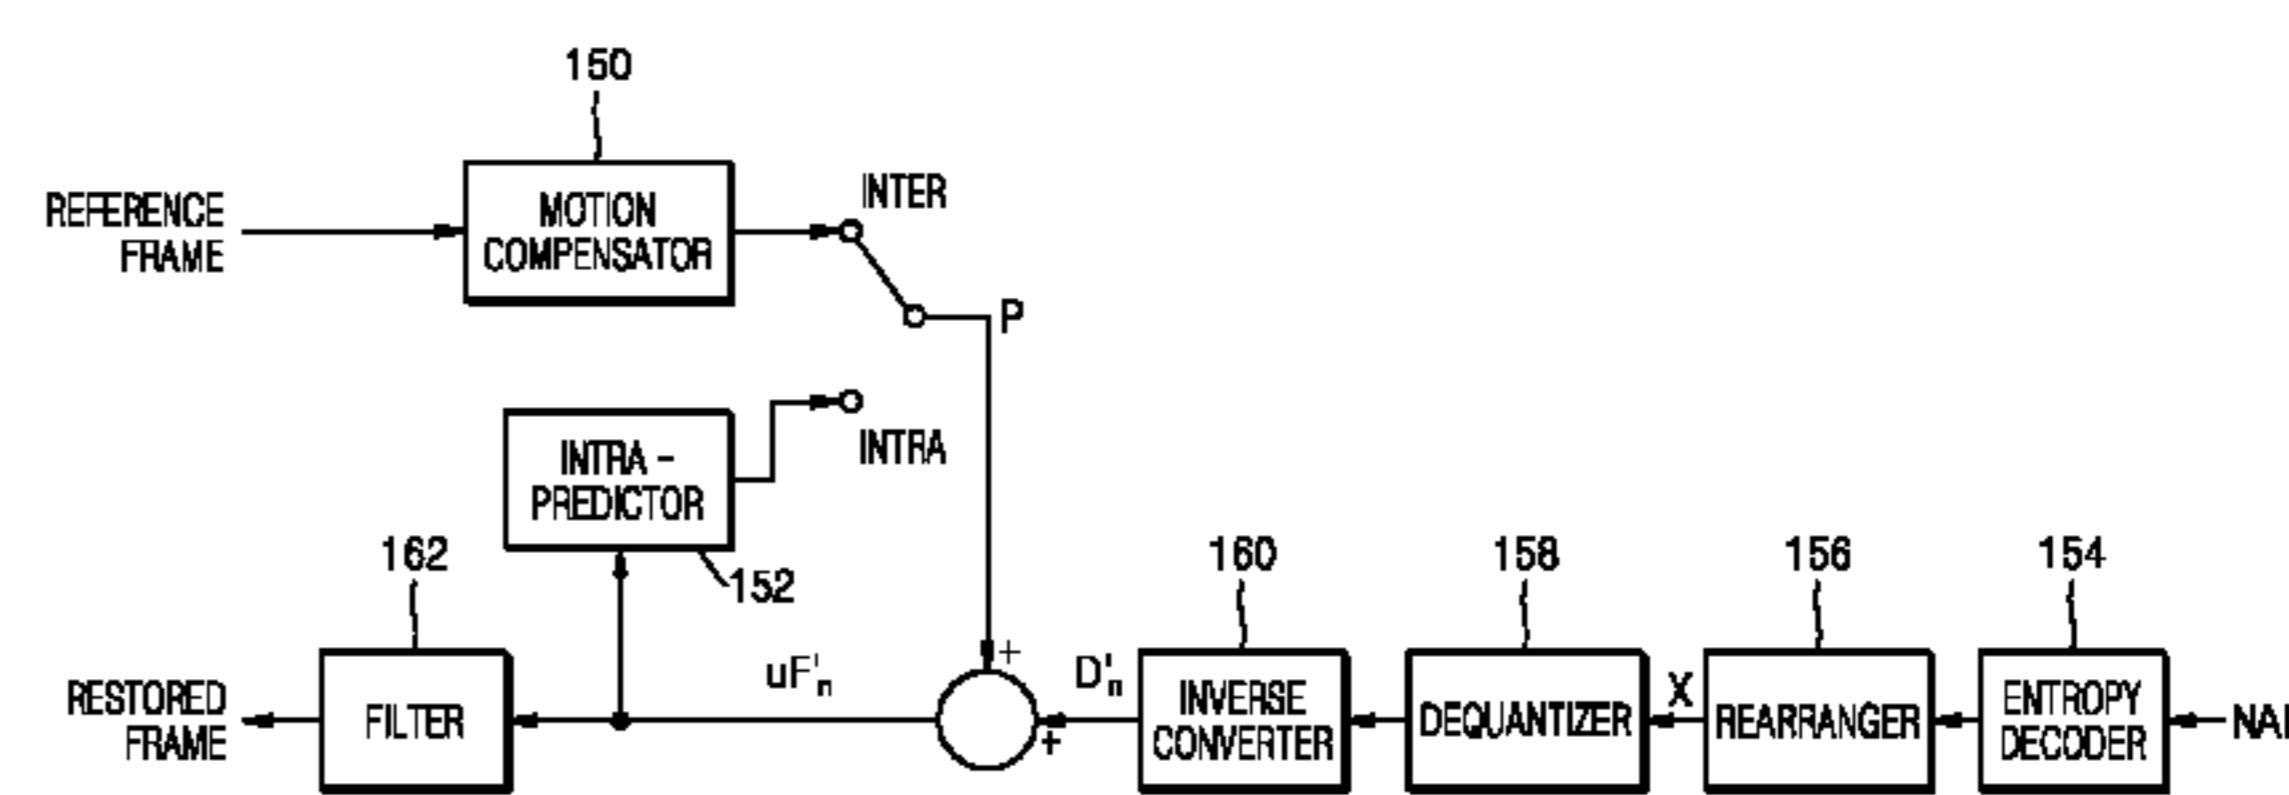 150
REFERENCE
FRAME
MOTION
COMPENSATOR
INTER
P
INTRA -
PREDICTOR
INTRA
152
162
160
158
156
154
RESTORED
FRAME
FILTER
uF'n
+
D'n
+
INVERSE
CONVERTER
DEQUANTIZER
X
REARRANGER
ENTROPY
DECODER